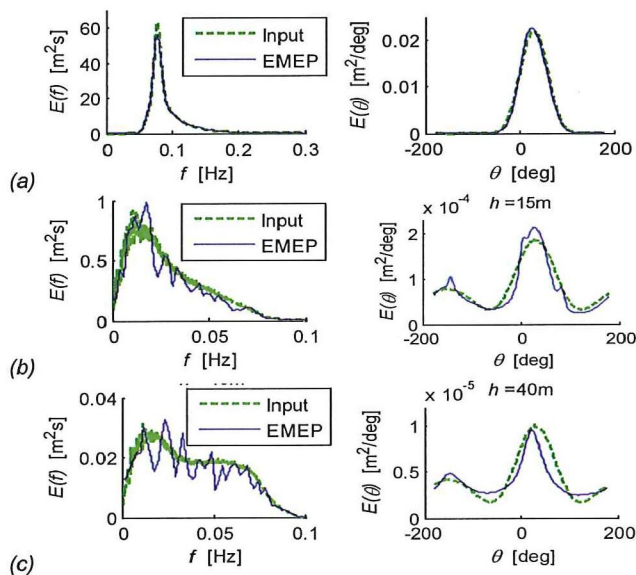 E(f) [m²s]
60
40
20
0
0
0.1
0.2
0.3
f [Hz]
Input
EMEP
E(θ) [m²/deg]
0.02
0.01
0
-200
0
200
θ [deg]
(a)
E(f) [m²s]
1
0.5
0
0
0.05
0.1
f [Hz]
Input
EMEP
x 10⁻⁴
h =15m
E(θ) [m²/deg]
2
1
0
-200
0
200
θ [deg]
(b)
E(f) [m²s]
0.04
0.02
0
0
0.05
0.1
f [Hz]
Input
EMEP
x 10⁻⁵
h =40m
E(θ) [m²/deg]
1
0.5
0
-200
0
200
θ [deg]
(c)